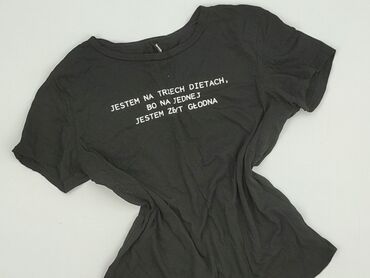 JESTEM NA TRZECH DIETACH,
BO NA JEDNEJ
JESTEM ZBYT GŁODNA